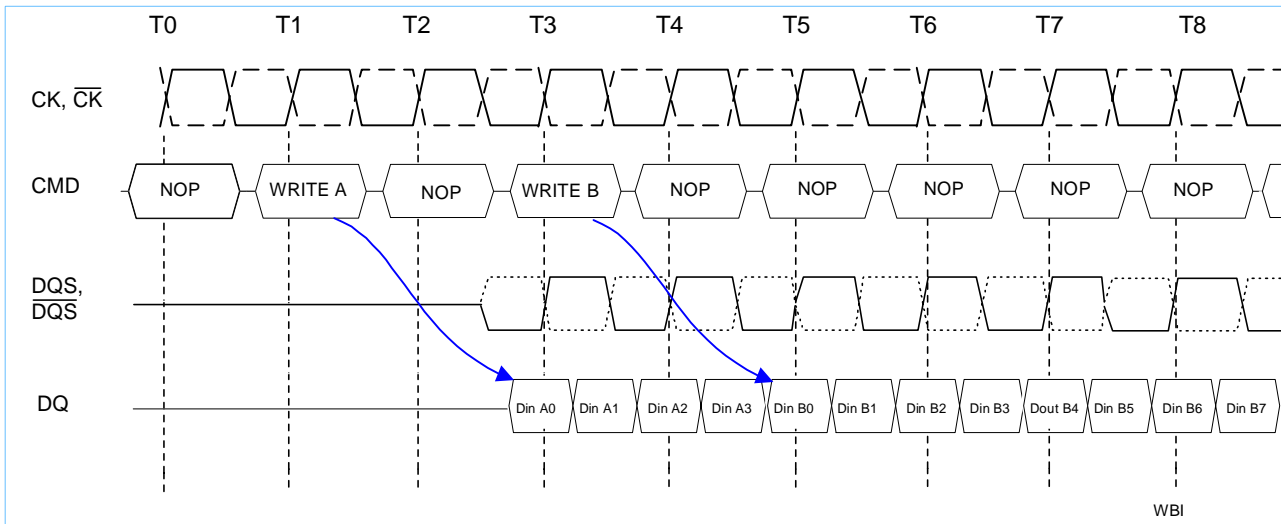 T0 T1 T2 T3 T4 T5 T6 T7 T8
CK, CK
CMD NOP WRITE A NOP WRITE B NOP NOP NOP NOP NOP
DQS,
DQS
DQ Din A0 Din A1 Din A2 Din A3 Din B0 Din B1 Din B2 Din B3 Dout B4 Din B5 Din B6 Din B7
WBI